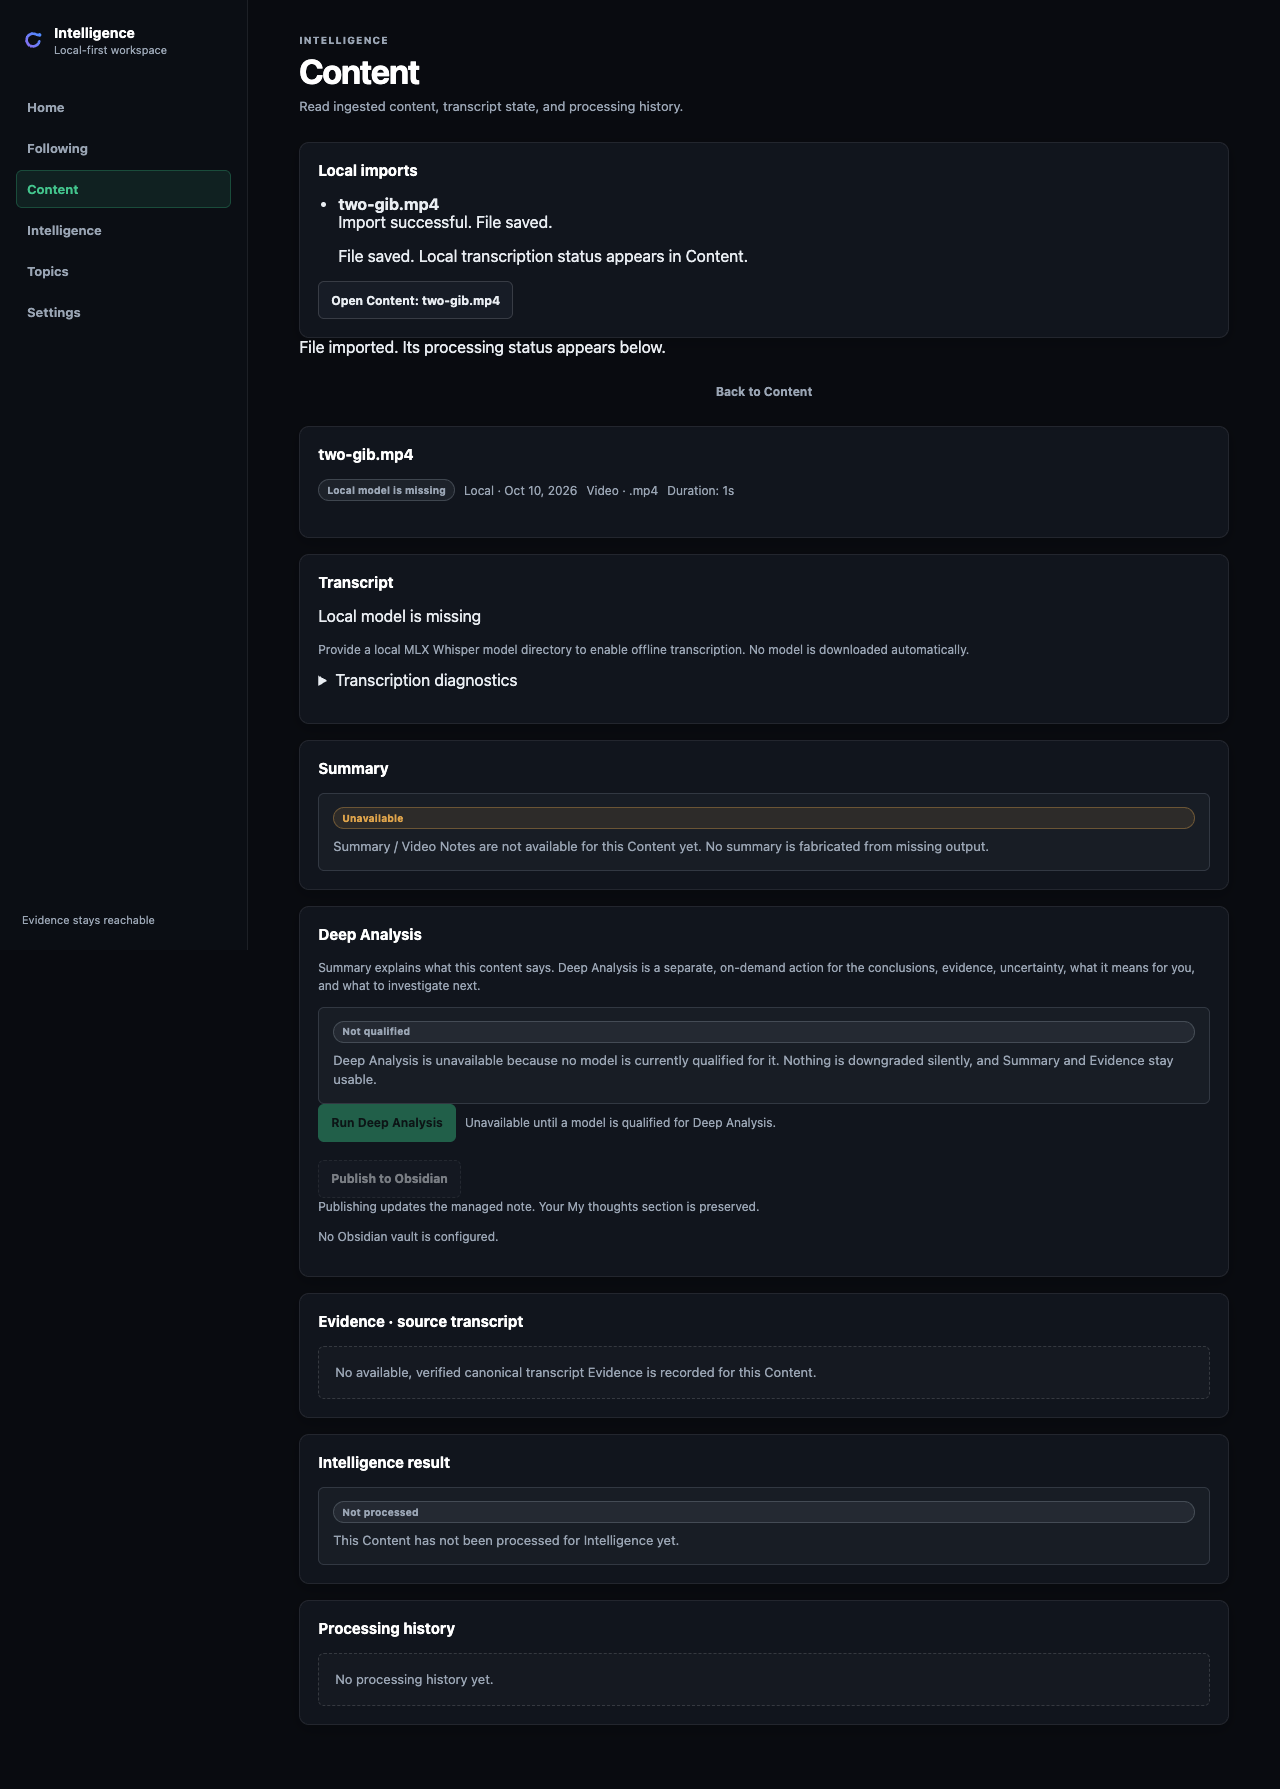 Intelligence
Local-first workspace
Home
Following
Content
Intelligence
Topics
Settings
Evidence stays reachable
INTELLIGENCE
Content
Read ingested content, transcript state, and processing history.
Local imports
two-gib.mp4
Import successful. File saved.
File saved. Local transcription status appears in Content.
Open Content: two-gib.mp4
File imported. Its processing status appears below.
Back to Content
two-gib.mp4
Local model is missing Local · Oct 10, 2026 Video · .mp4 Duration: 1s
Transcript
Local model is missing
Provide a local MLX Whisper model directory to enable offline transcription. No model is downloaded automatically.
Transcription diagnostics
Summary
Unavailable
Summary / Video Notes are not available for this Content yet. No summary is fabricated from missing output.
Deep Analysis
Summary explains what this content says. Deep Analysis is a separate, on-demand action for the conclusions, evidence, uncertainty, what it means for you,
and what to investigate next.
Not qualified
Deep Analysis is unavailable because no model is currently qualified for it. Nothing is downgraded silently, and Summary and Evidence stay
usable.
Run Deep Analysis Unavailable until a model is qualified for Deep Analysis.
Publish to Obsidian
Publishing updates the managed note. Your My thoughts section is preserved.
No Obsidian vault is configured.
Evidence · source transcript
No available, verified canonical transcript Evidence is recorded for this Content.
Intelligence result
Not processed
This Content has not been processed for Intelligence yet.
Processing history
No processing history yet.